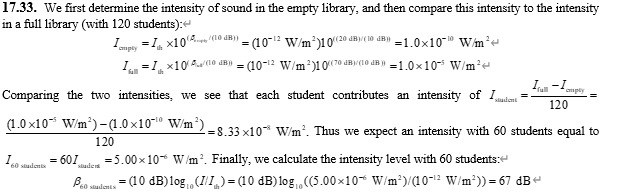 17.33. We first determine the intensity of sound in the empty library, and then compare this intensity to the intensity
in a full library (with 120 students):↵
I_empty = I_th ×10^(β_empty/(10 dB)) = (10^-12 W/m²)10^((20 dB)/(10 dB)) =1.0×10^-10 W/m²↵
I_full = I_th ×10^(β_full/(10 dB)) = (10^-12 W/m²)10^((70 dB)/(10 dB)) =1.0×10^-5 W/m²↵
Comparing the two intensities, we see that each student contributes an intensity of I_student = (I_full − I_empty)/120 =
((1.0×10^-5 W/m²)−(1.0×10^-10 W/m²))/120 = 8.33 ×10^-8 W/m². Thus we expect an intensity with 60 students equal to
I_60 students = 60I_student =5.00×10^-6 W/m². Finally, we calculate the intensity level with 60 students:↵
β_60 students = (10 dB)log_10(I/I_th) = (10 dB)log_10((5.00×10^-6 W/m²)/(10^-12 W/m²)) = 67 dB↵